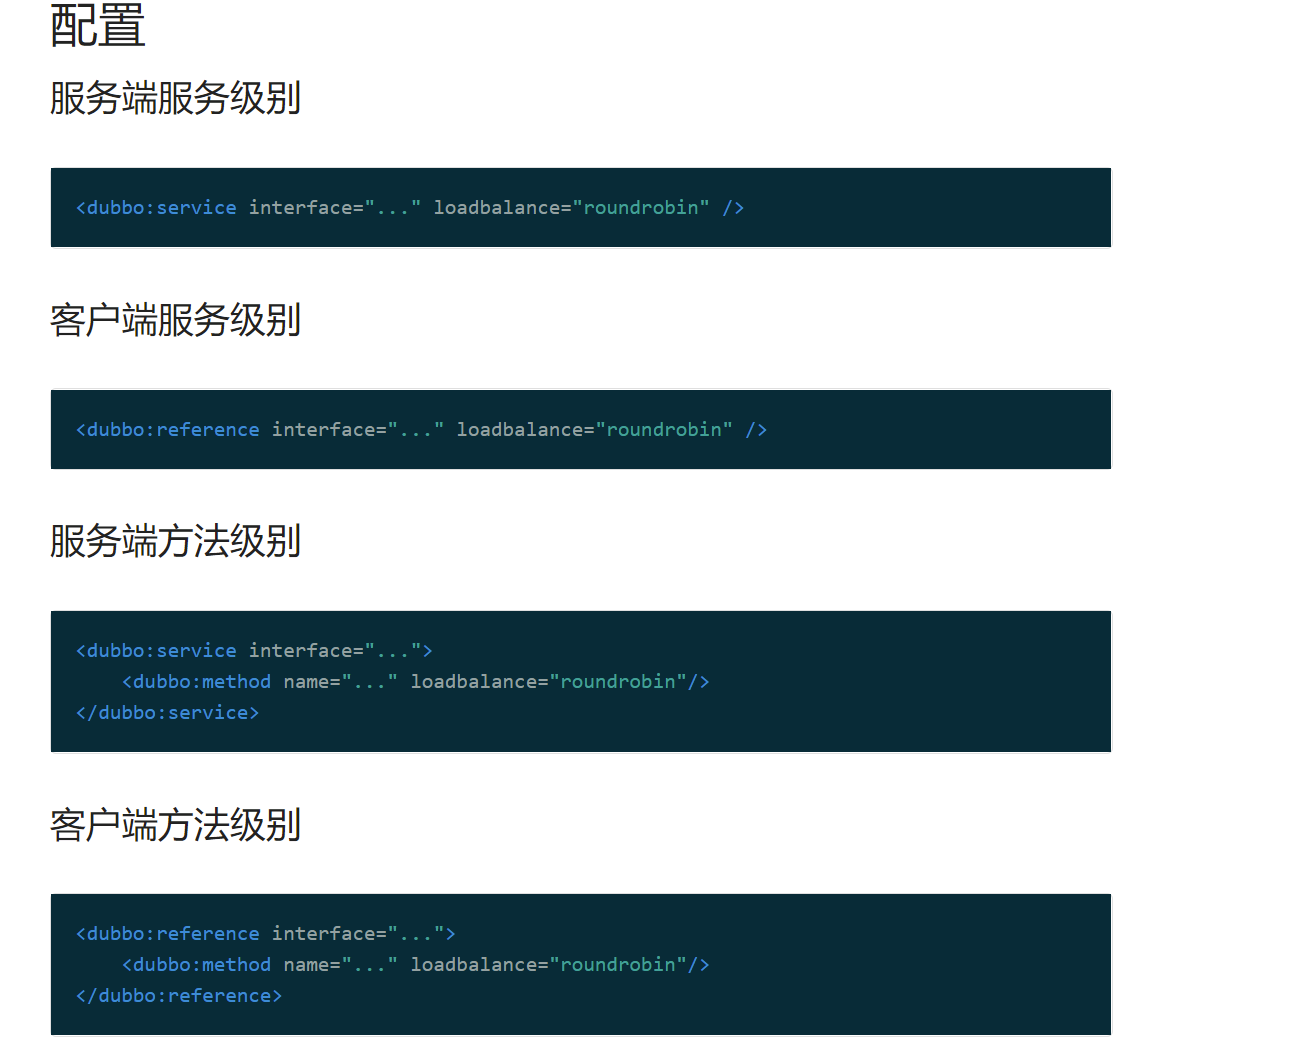 配置
服务端服务级别
<dubbo:service interface="..." loadbalance="roundrobin" />
客户端服务级别
<dubbo:reference interface="..." loadbalance="roundrobin" />
服务端方法级别
<dubbo:service interface="...">
    <dubbo:method name="..." loadbalance="roundrobin"/>
</dubbo:service>
客户端方法级别
<dubbo:reference interface="...">
    <dubbo:method name="..." loadbalance="roundrobin"/>
</dubbo:reference>